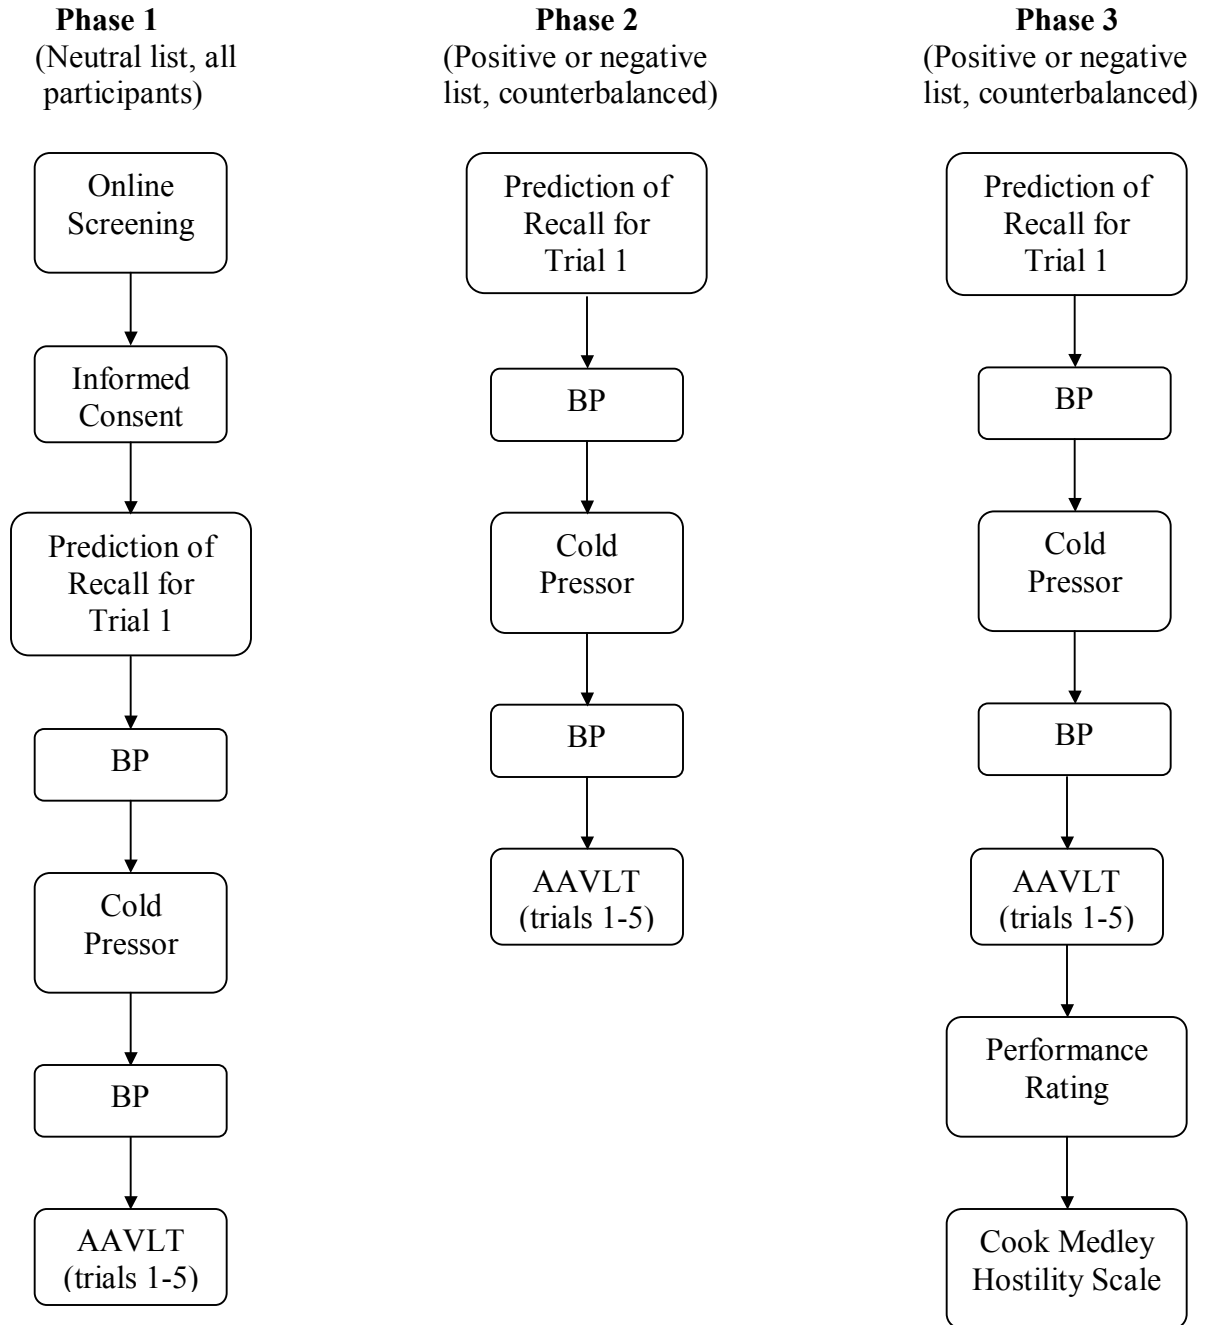 Phase 1
(Neutral list, all
participants)
Online
Screening
Informed
Consent
Prediction of
Recall for
Trial 1
BP
Cold
Pressor
BP
AAVLT
(trials 1-5)
Phase 2
(Positive or negative
list, counterbalanced)
Prediction of
Recall for
Trial 1
BP
Cold
Pressor
BP
AAVLT
(trials 1-5)
Phase 3
(Positive or negative
list, counterbalanced)
Prediction of
Recall for
Trial 1
BP
Cold
Pressor
BP
AAVLT
(trials 1-5)
Performance
Rating
Cook Medley
Hostility Scale